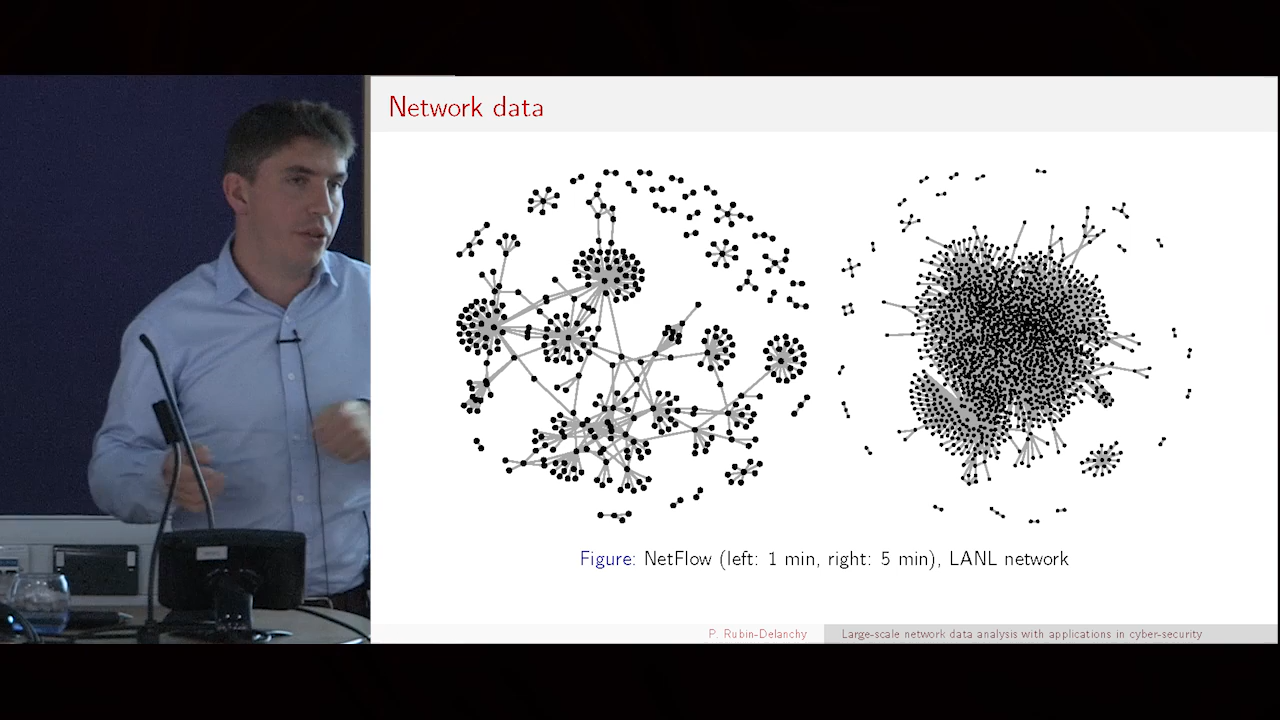 Network data
Figure: NetFlow (left: 1 min, right: 5 min), LANL network
P. Rubin-Delanchy
Large-scale network data analysis with applications in cyber-security